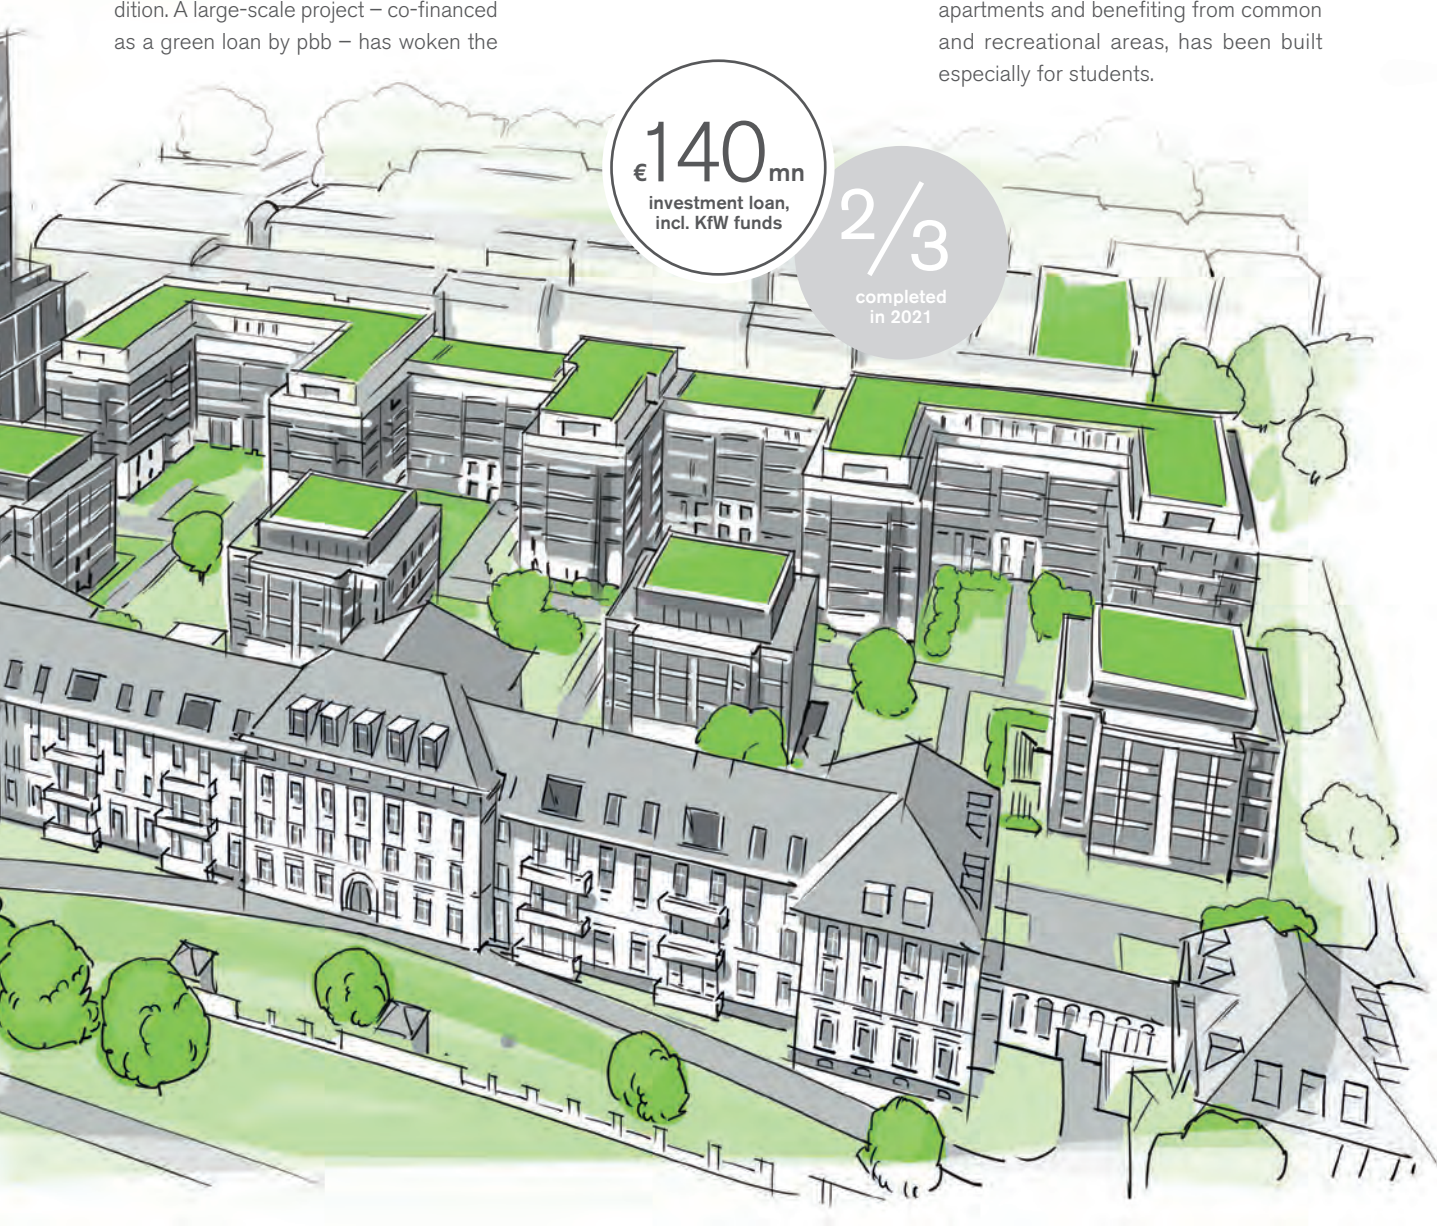 dition. A large-scale project – co-financed
as a green loan by pbb – has woken the
apartments and benefiting from common
and recreational areas, has been built
especially for students.
€140mn
investment loan,
incl. KfW funds
2/3
completed
in 2021